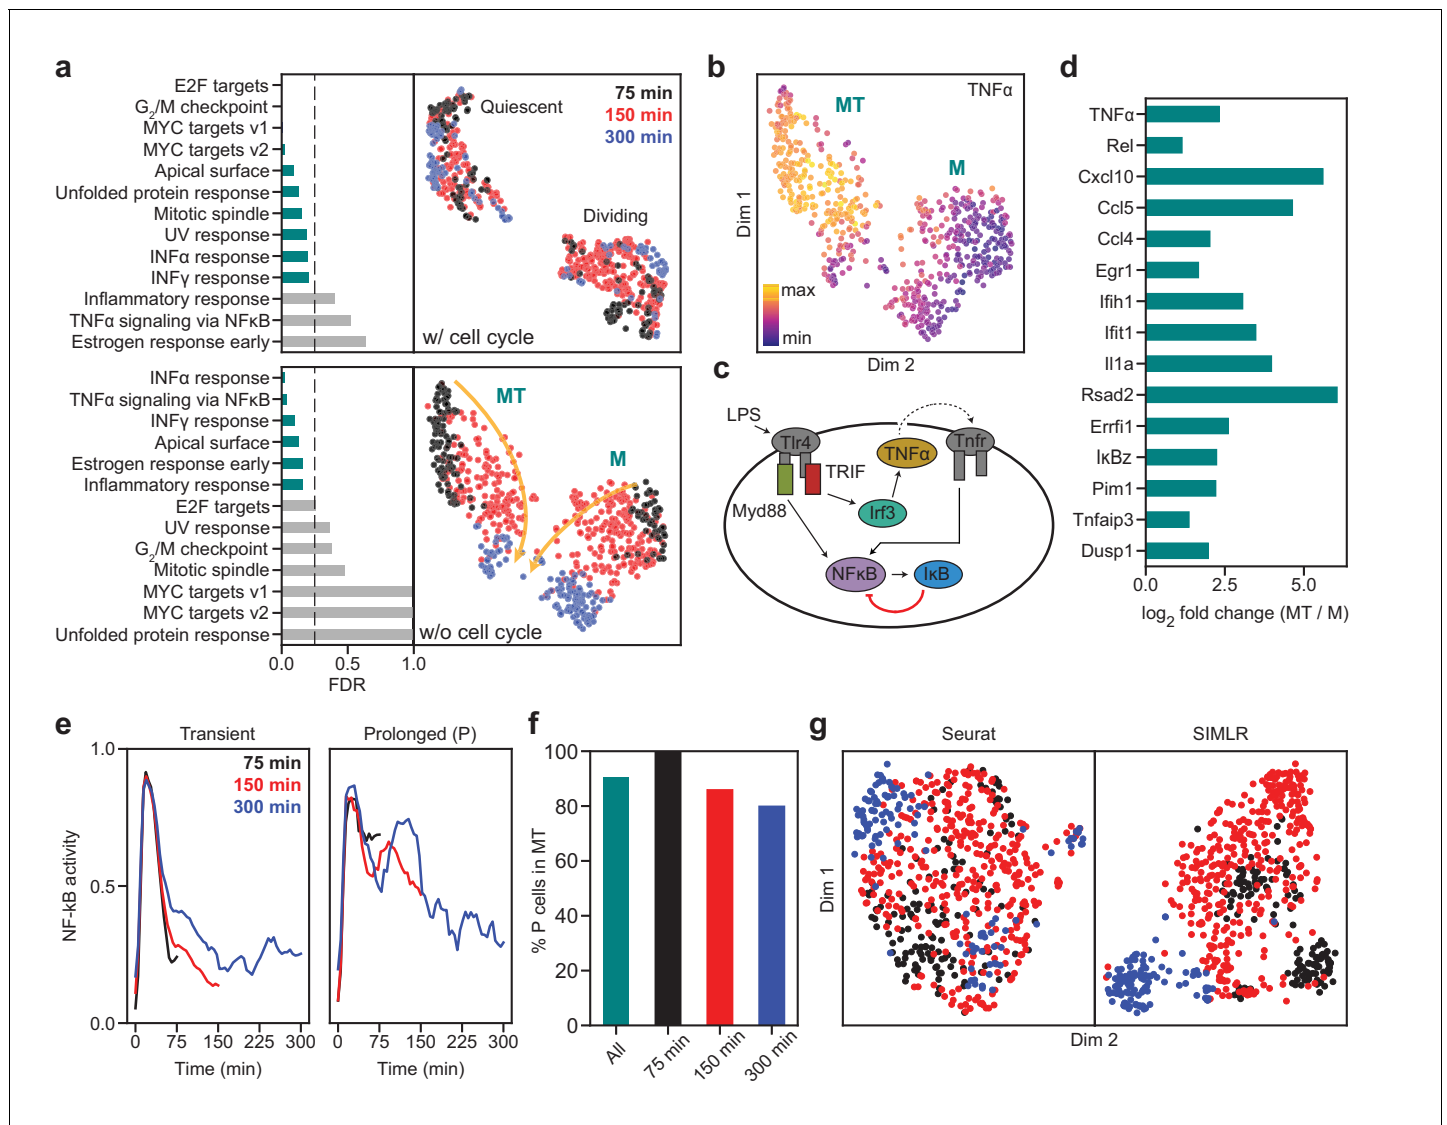 a
E2F targets
G2/M checkpoint
MYC targets v1
MYC targets v2
Apical surface
Unfolded protein response
Mitotic spindle
UV response
INFα response
INFγ response
Inflammatory response
TNFα signaling via NFκB
Estrogen response early
Quiescent
75 min
150 min
300 min
Dividing
w/ cell cycle
INFα response
TNFα signaling via NFκB
INFγ response
Apical surface
Estrogen response early
Inflammatory response
E2F targets
UV response
G2/M checkpoint
Mitotic spindle
MYC targets v1
MYC targets v2
Unfolded protein response
0.0 0.5 1.0
FDR
MT
M
w/o cell cycle
b
TNFα
MT
M
Dim 1
max
min
Dim 2
c
LPS
Tlr4
TRIF
Myd88
TNFα
Tnfr
Irf3
NFκB
IκB
d
TNFα
Rel
Cxcl10
Ccl5
Ccl4
Egr1
Ifih1
Ifit1
Il1a
Rsad2
Errfi1
IκBz
Pim1
Tnfaip3
Dusp1
0.0 2.5 5.0
log2 fold change (MT / M)
e
Transient
Prolonged (P)
75 min
150 min
300 min
NF-kB activity
1.0
0.5
0.0
0 75 150 225 300
0 75 150 225 300
Time (min)
Time (min)
f
% P cells in MT
100
80
60
40
20
0
All
75 min
150 min
300 min
g
Seurat
SIMLR
Dim 1
Dim 2